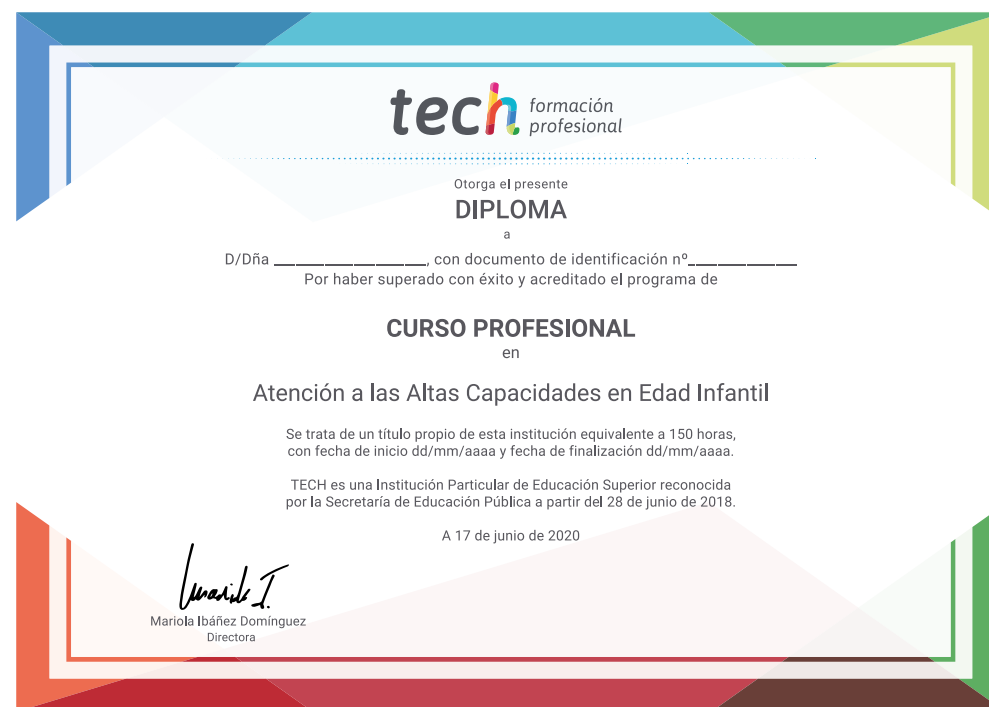 tech formación profesional
Otorga el presente
DIPLOMA
a
D/Dña ____________________, con documento de identificación nº______________
Por haber superado con éxito y acreditado el programa de
CURSO PROFESIONAL
en
Atención a las Altas Capacidades en Edad Infantil
Se trata de un título propio de esta institución equivalente a 150 horas,
con fecha de inicio dd/mm/aaaa y fecha de finalización dd/mm/aaaa.
TECH es una Institución Particular de Educación Superior reconocida
por la Secretaría de Educación Pública a partir del 28 de junio de 2018.
A 17 de junio de 2020
Mariola I.
Mariola Ibáñez Domínguez
Directora